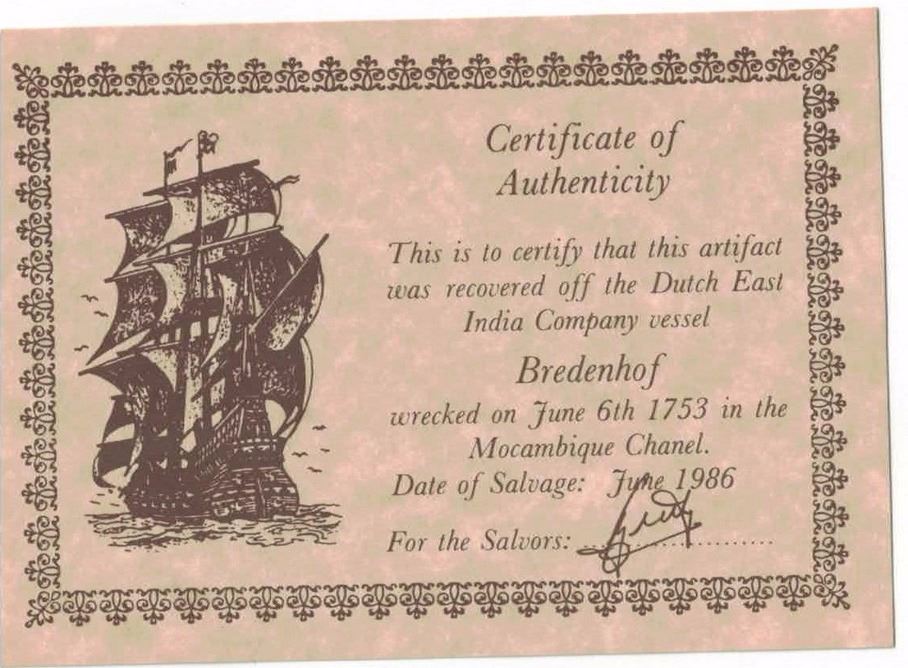 Certificate of
Authenticity
This is to certify that this artifact
was recovered off the Dutch East
India Company vessel
Bredenhof
wrecked on June 6th 1753 in the
Mocambique Chanel.
Date of Salvage: June 1986
For the Salvors: ......................